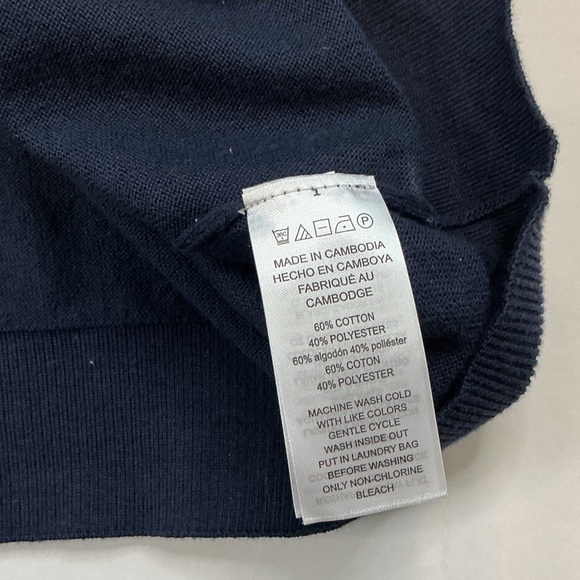 MADE IN CAMBODIA
HECHO EN CAMBOYA
FABRIQUÉ AU
CAMBODGE
60% COTTON
40% POLYESTER
60% algodón 40% poliéster
60% COTON
40% POLYESTER
MACHINE WASH COLD
WITH LIKE COLORS
GENTLE CYCLE
WASH INSIDE OUT
PUT IN LAUNDRY BAG
BEFORE WASHING
ONLY NON-CHLORINE
BLEACH